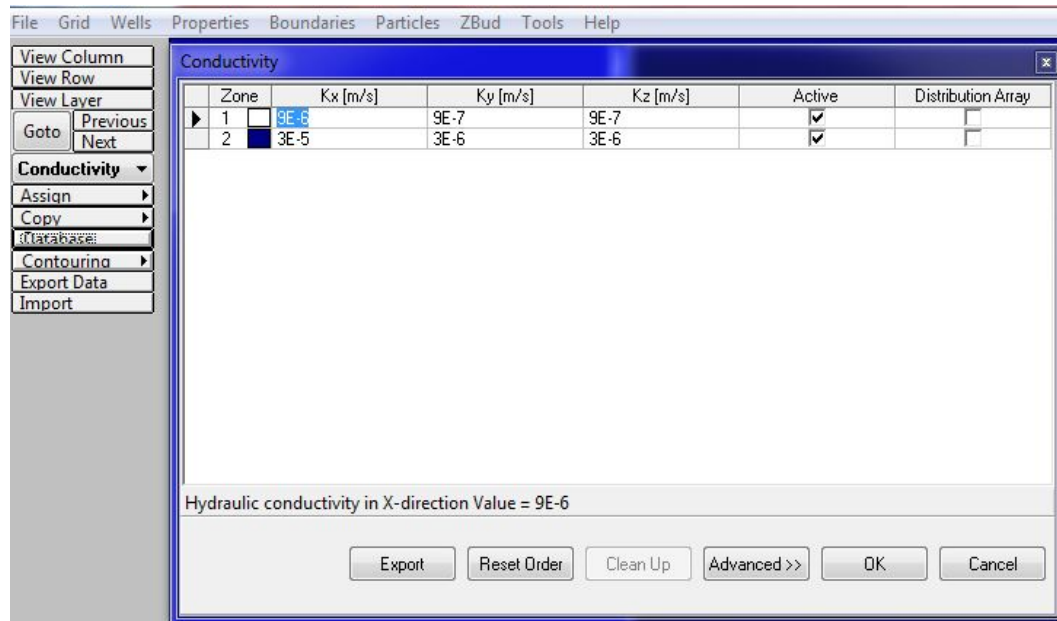 File Grid Wells Properties Boundaries Particles ZBud Tools Help
View Column
View Row
View Layer
Goto
Previous
Next
Conductivity
Assign
Copy
Database
Contouring
Export Data
Import
Conductivity
Zone Kx [m/s] Ky [m/s] Kz [m/s] Active Distribution Array
1 9E-6 9E-7 9E-7
2 3E-5 3E-6 3E-6
Hydraulic conductivity in X-direction Value = 9E-6
Export Reset Order Clean Up Advanced >> OK Cancel